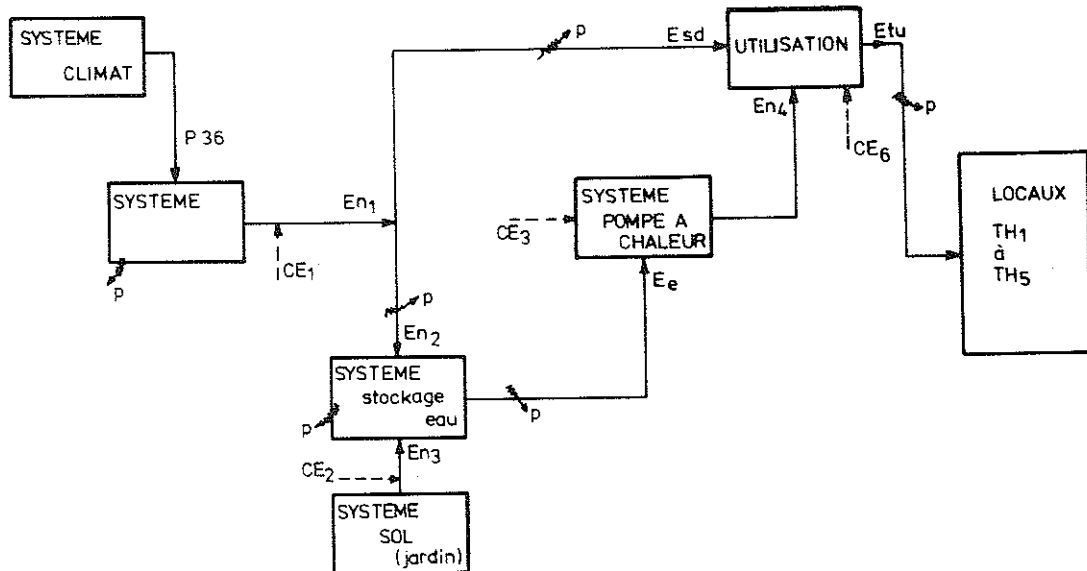 SYSTEME
CLIMAT
P 36
SYSTEME
p
CE1
En1
p
Esd
UTILISATION
Etu
p
En4
CE6
SYSTEME
POMPE A
CHALEUR
CE3
Ee
LOCAUX
TH1
à
TH5
p
En2
SYSTEME
stockage
eau
p
p
En3
CE2
SYSTEME
SOL
(jardin)